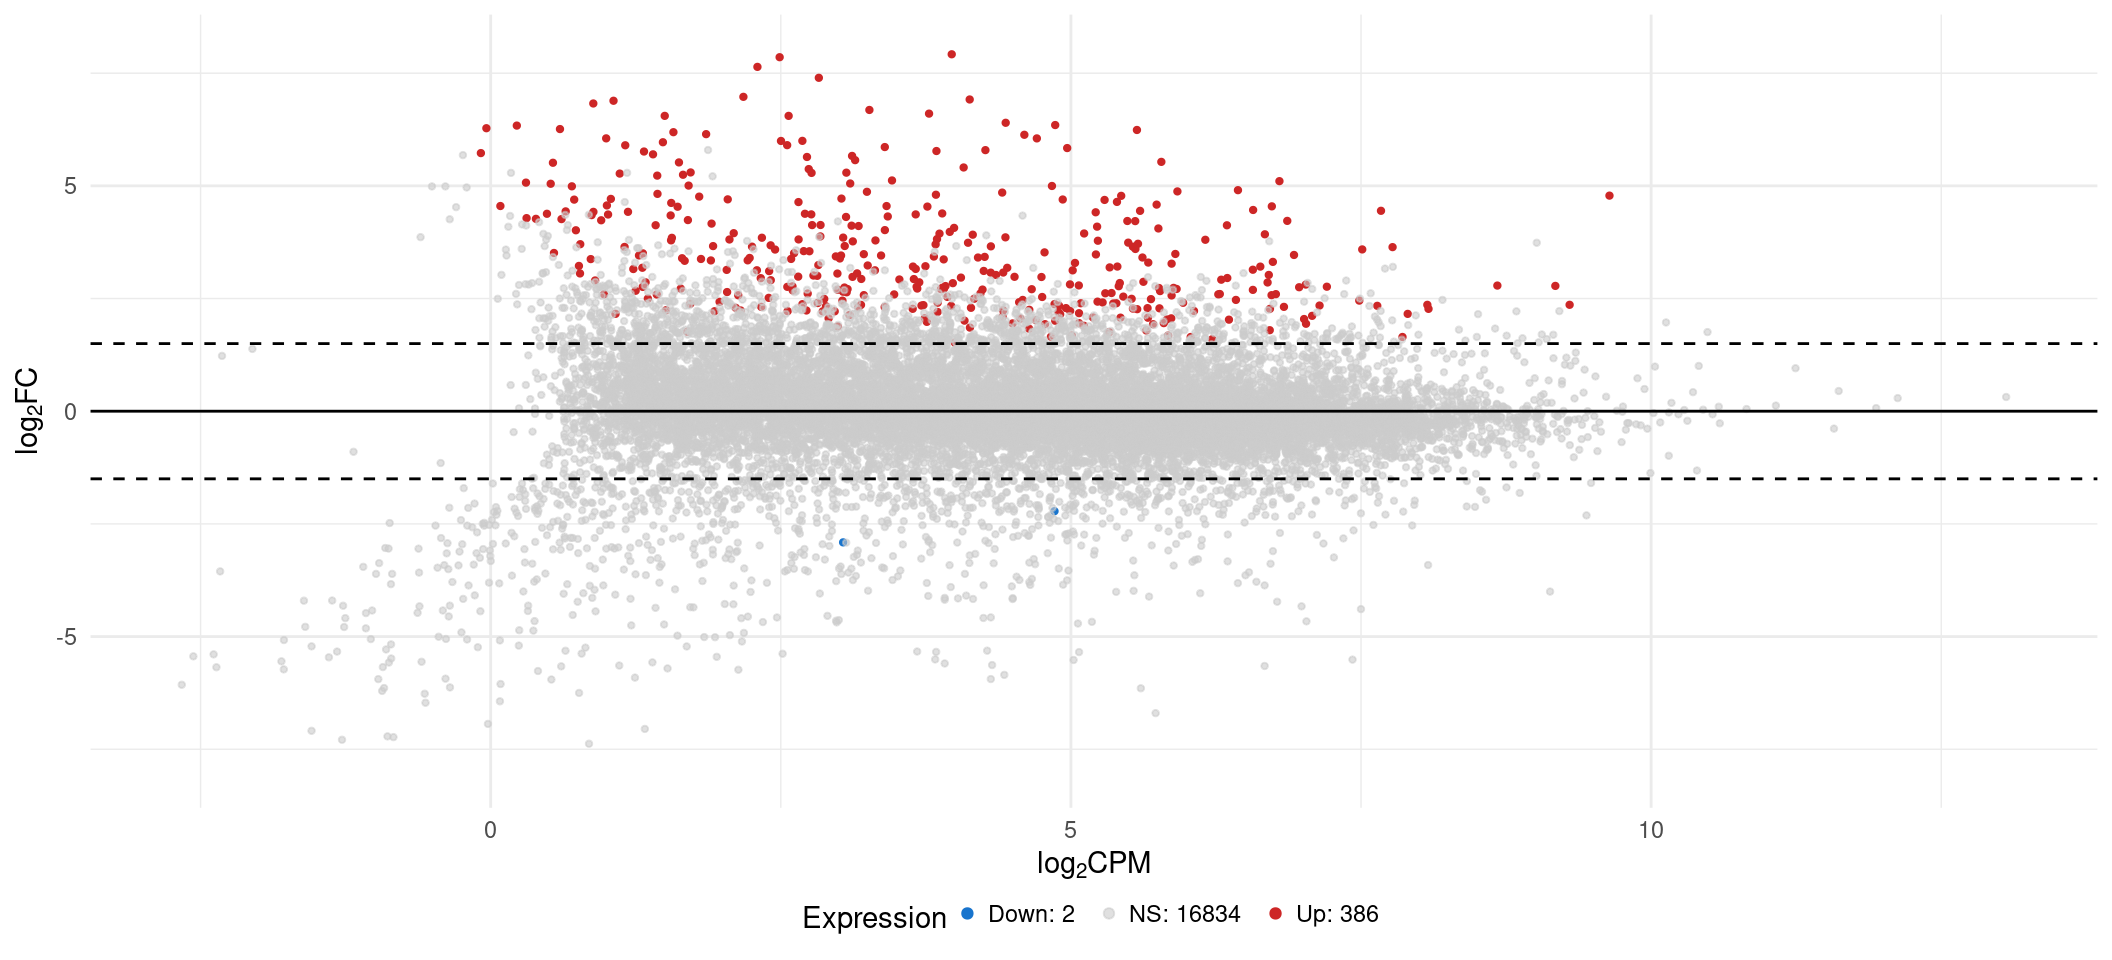 5
0
-5
log₂FC
0
5
10
log₂CPM
Expression
Down: 2
NS: 16834
Up: 386